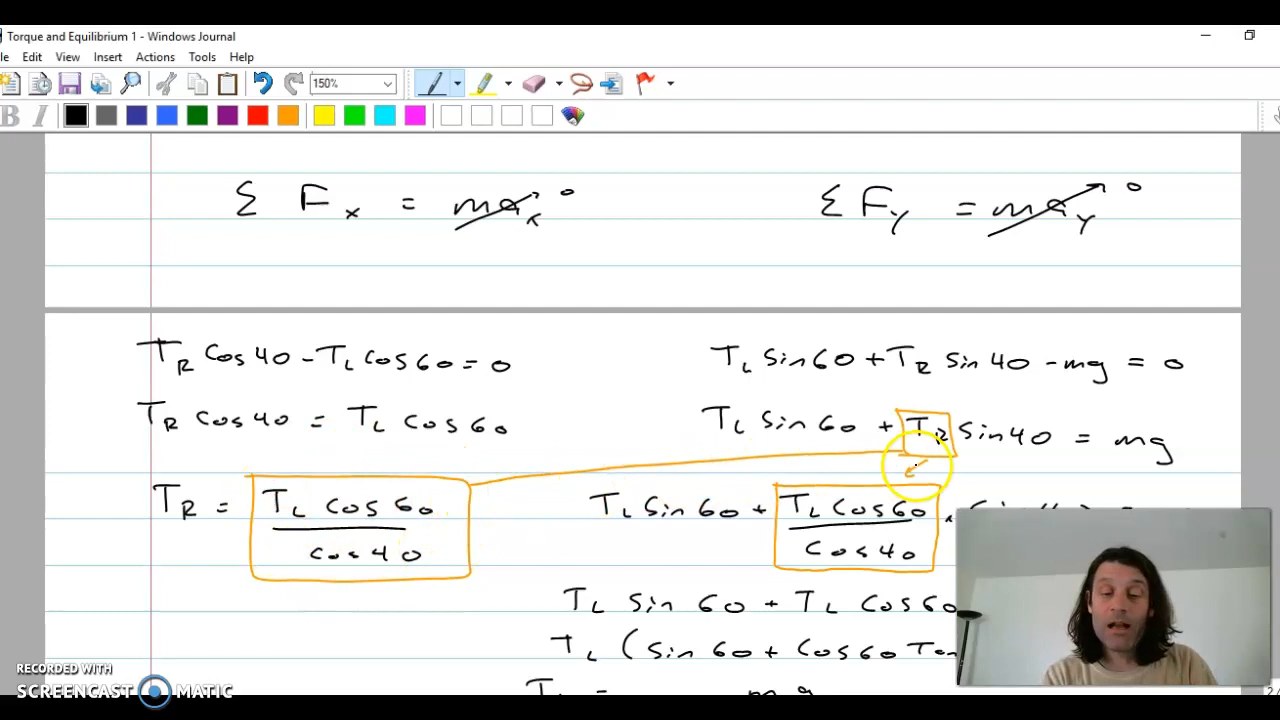 Torque and Equilibrium 1 - Windows Journal
le Edit View Insert Actions Tools Help
150%
B I
Σ Fx = max 0
Σ Fy = may 0
TR Cos 40 - TL Cos 60 = 0
TL Sin 60 + TR Sin 40 - mg = 0
TR Cos 40 = TL Cos 60
TL Sin 60 + TR Sin 40 = mg
TR = TL Cos 60
Cos 40
TL Sin 60 + TL Cos 60 ·
Cos 40
TL Sin 60 + TL Cos 60
TL ( Sin 60 + Cos 60 Tan
RECORDED WITH
SCREENCAST MATIC